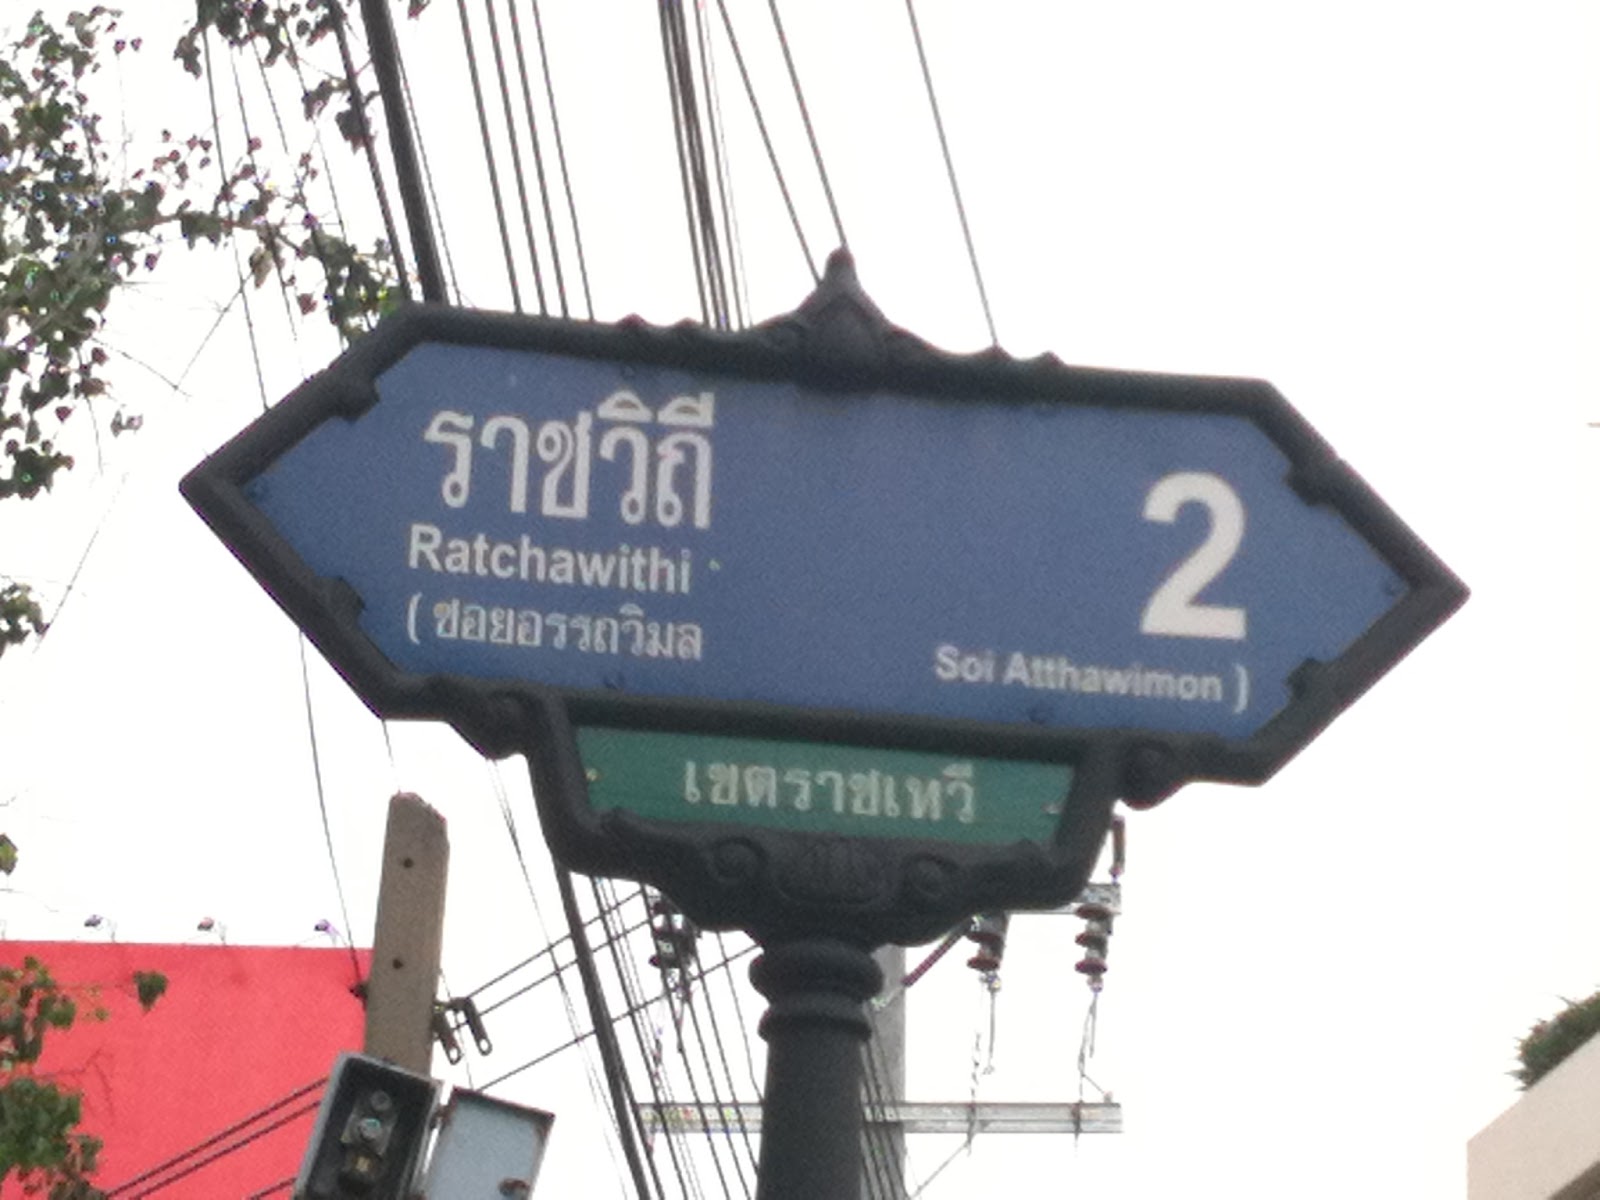 ราชวิถี 2
Ratchawithi
( ซอยอรรถวิมล Soi Atthawimon )
เขตราชเทวี